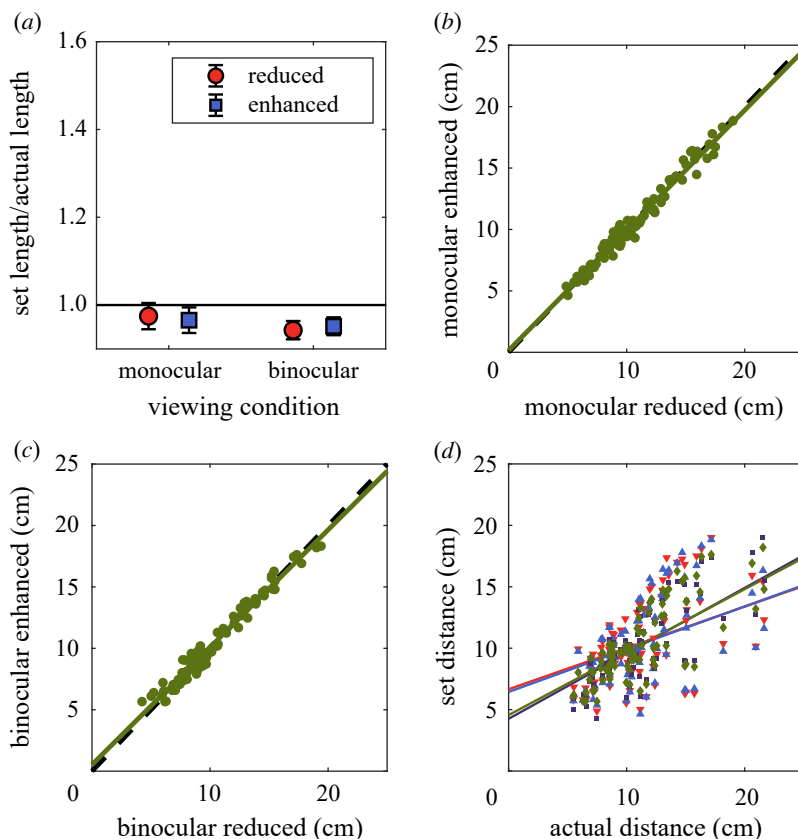 (a)
1.6
1.4
1.2
1.0
set length/actual length
reduced
enhanced
monocular
binocular
viewing condition
(b)
25
20
15
10
5
0
10
20
monocular enhanced (cm)
monocular reduced (cm)
(c)
25
20
15
10
5
0
10
20
binocular enhanced (cm)
binocular reduced (cm)
(d)
25
20
15
10
5
0
10
20
set distance (cm)
actual distance (cm)